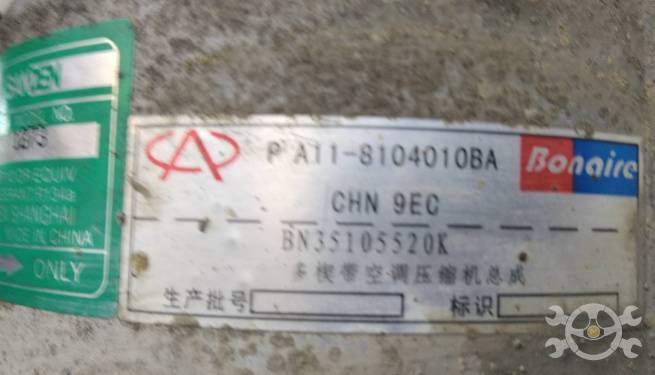 SANDEN
NO.
R134a
SHANGHAI
MADE IN CHINA
ONLY
P A11-8104010BA
Bonaire
CHN 9EC
BN35105520K
多楔带空调压缩机总成
生产批号 标识